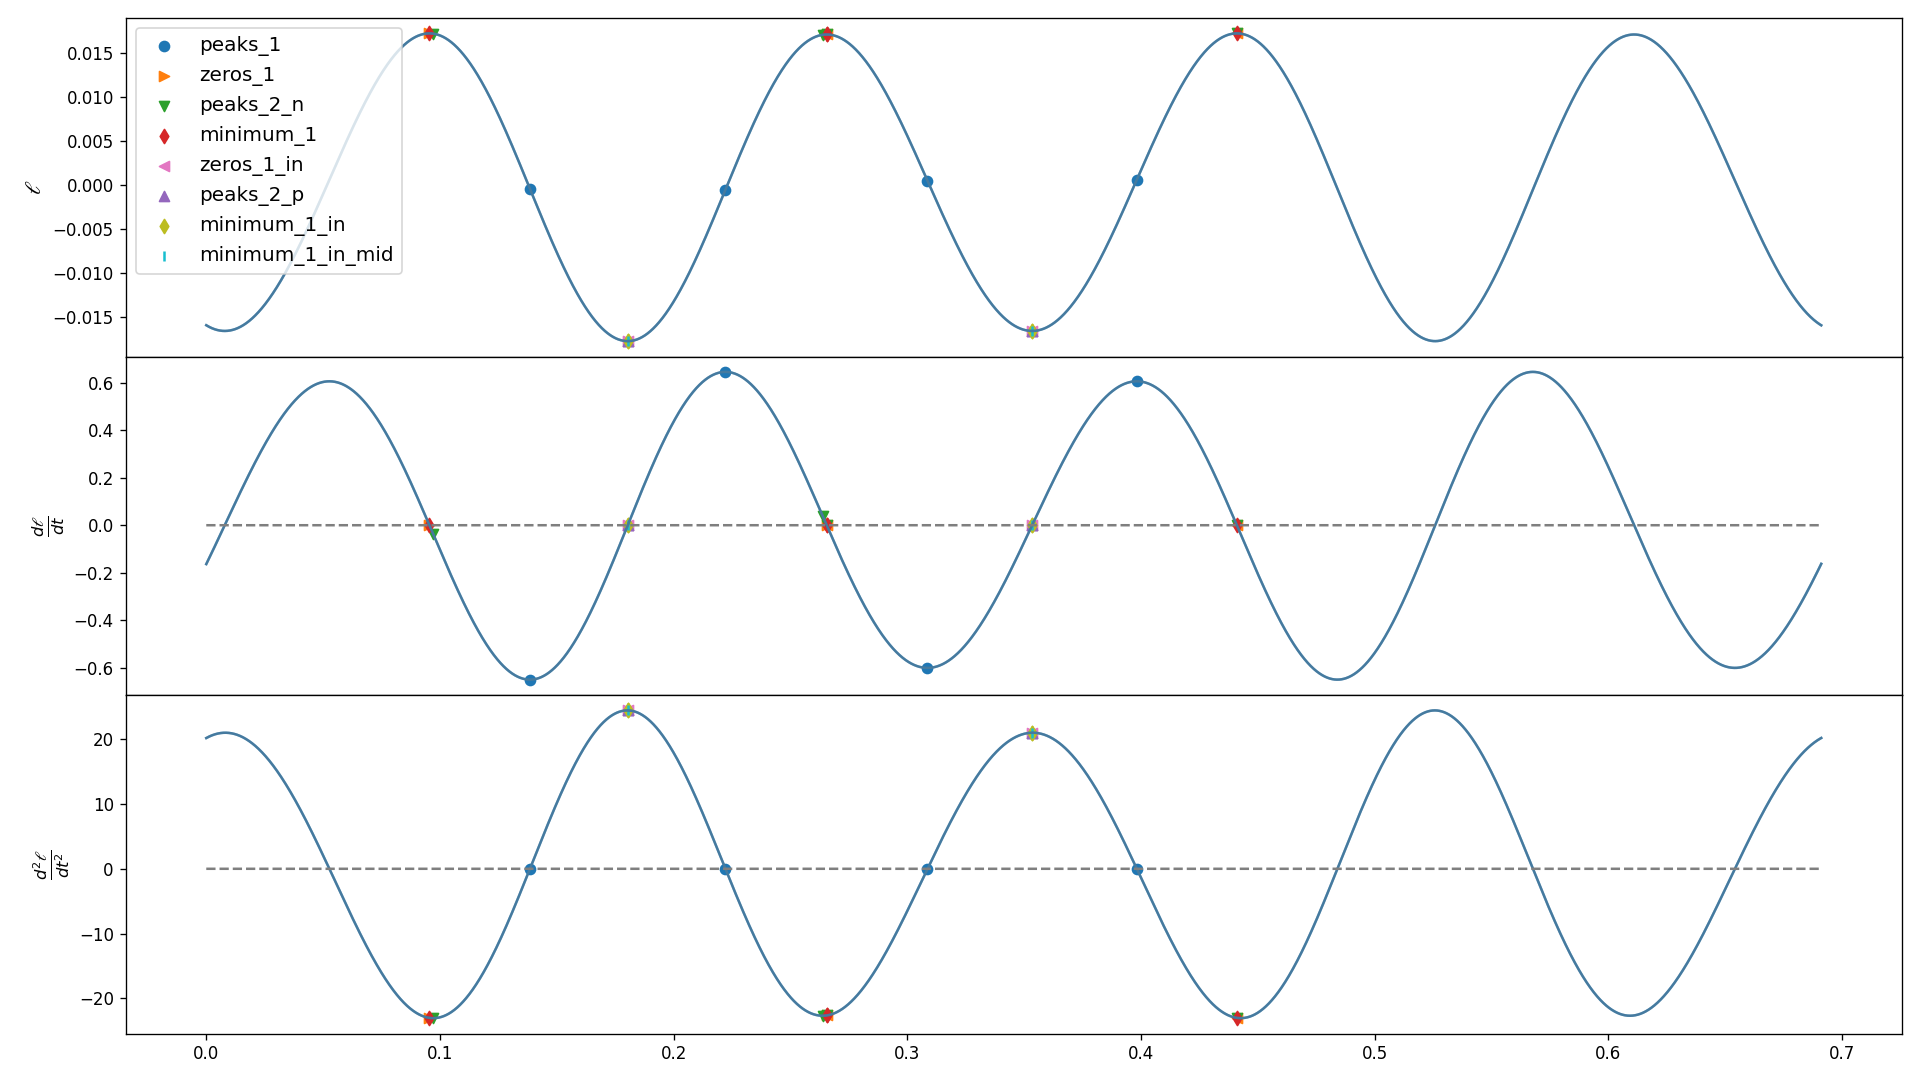 peaks_1
zeros_1
peaks_2_n
minimum_1
zeros_1_in
peaks_2_p
minimum_1_in
minimum_1_in_mid
0.015
0.010
0.005
0.000
−0.005
−0.010
−0.015
ℓ
0.6
0.4
0.2
0.0
−0.2
−0.4
−0.6
dℓ
dt
20
10
0
−10
−20
d²ℓ
dt²
0.0 0.1 0.2 0.3 0.4 0.5 0.6 0.7